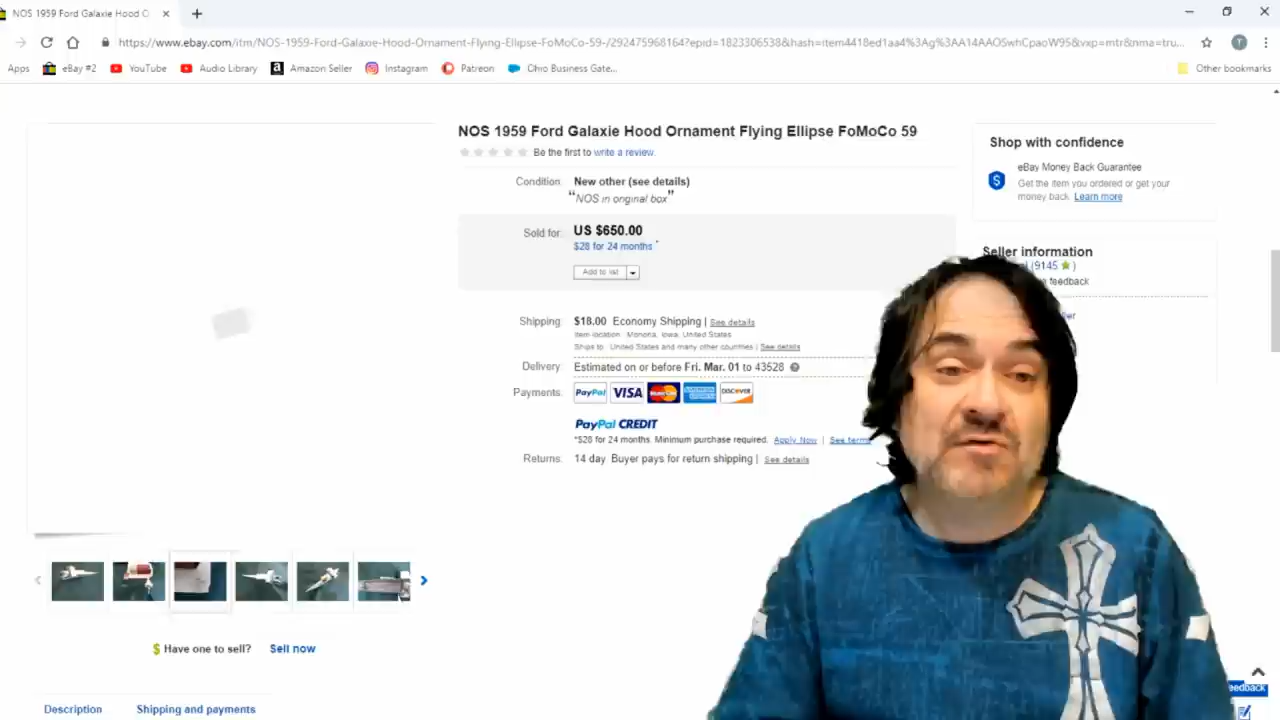 NOS 1959 Ford Galaxie Hood O
https://www.ebay.com/itm/NOS-1959-Ford-Galaxie-Hood-Ornament-Flying-Ellipse-FoMoCo-59-/292475968164?epid=1823306538&hash=item4418ed1aa4%3Ag%3AA14AAOSwhCpaoW95&vxp=mtr&nma=tru...
T
Apps
eBay #2
YouTube
Audio Library
Amazon Seller
Instagram
Patreon
Ohio Business Gate...
Other bookmarks
NOS 1959 Ford Galaxie Hood Ornament Flying Ellipse FoMoCo 59
Be the first to write a review.
Condition: New other (see details)
"NOS in original box"
Sold for: US $650.00
$28 for 24 months
Add to list
Shipping: $18.00 Economy Shipping | See details
Item location: Monona, Iowa, United States
Ships to: United States and many other countries | See details
Delivery: Estimated on or before Fri. Mar. 01 to 43528
Payments: PayPal VISA MasterCard AMERICAN EXPRESS DISCOVER
PayPal CREDIT
*$28 for 24 months. Minimum purchase required. Apply Now | See terms
Returns: 14 day Buyer pays for return shipping | See details
Shop with confidence
eBay Money Back Guarantee
Get the item you ordered or get your
money back. Learn more
Seller information
(9145 )
feedback
$ Have one to sell? Sell now
Description
Shipping and payments
eedback